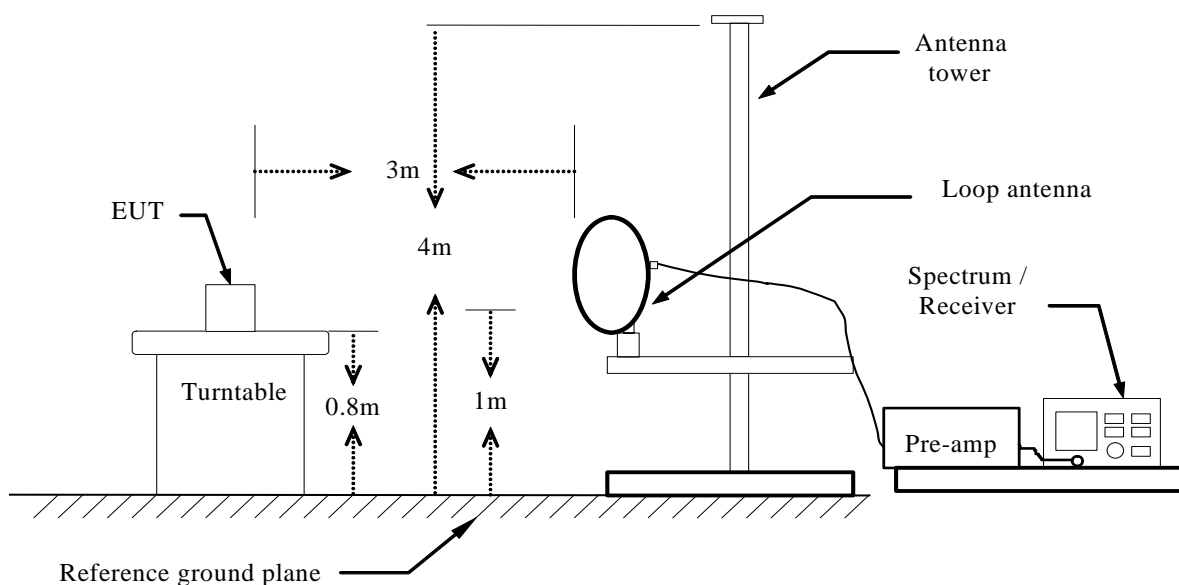 Antenna
tower
3m
Loop antenna
EUT
4m
Spectrum /
Receiver
Turntable
0.8m
1m
Pre-amp
Reference ground plane